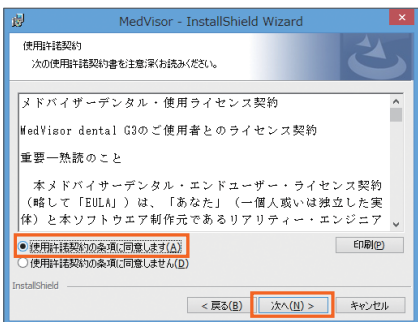 MedVisor - InstallShield Wizard
使用許諾契約
次の使用許諾契約書を注意深くお読みください。
メドバイザーデンタル・使用ライセンス契約
MedVisor dental G3のご使用者とのライセンス契約
重要－熟読のこと
本メドバイザーデンタル・エンドユーザー・ライセンス契約
(略して「EULA」) は、「あなた」 (一個人或いは独立した実
体) と本ソフトウエア制作元であるリアリティー・エンジニア
使用許諾契約の条項に同意します(A)
印刷(P)
使用許諾契約の条項に同意しません(D)
InstallShield
< 戻る(B)
次へ(N) >
キャンセル